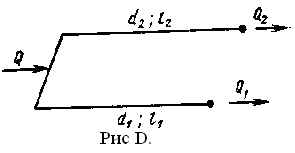 d₂ ; l₂
Q₂
Q
Q₁
d₁ ; l₁
Рис D.